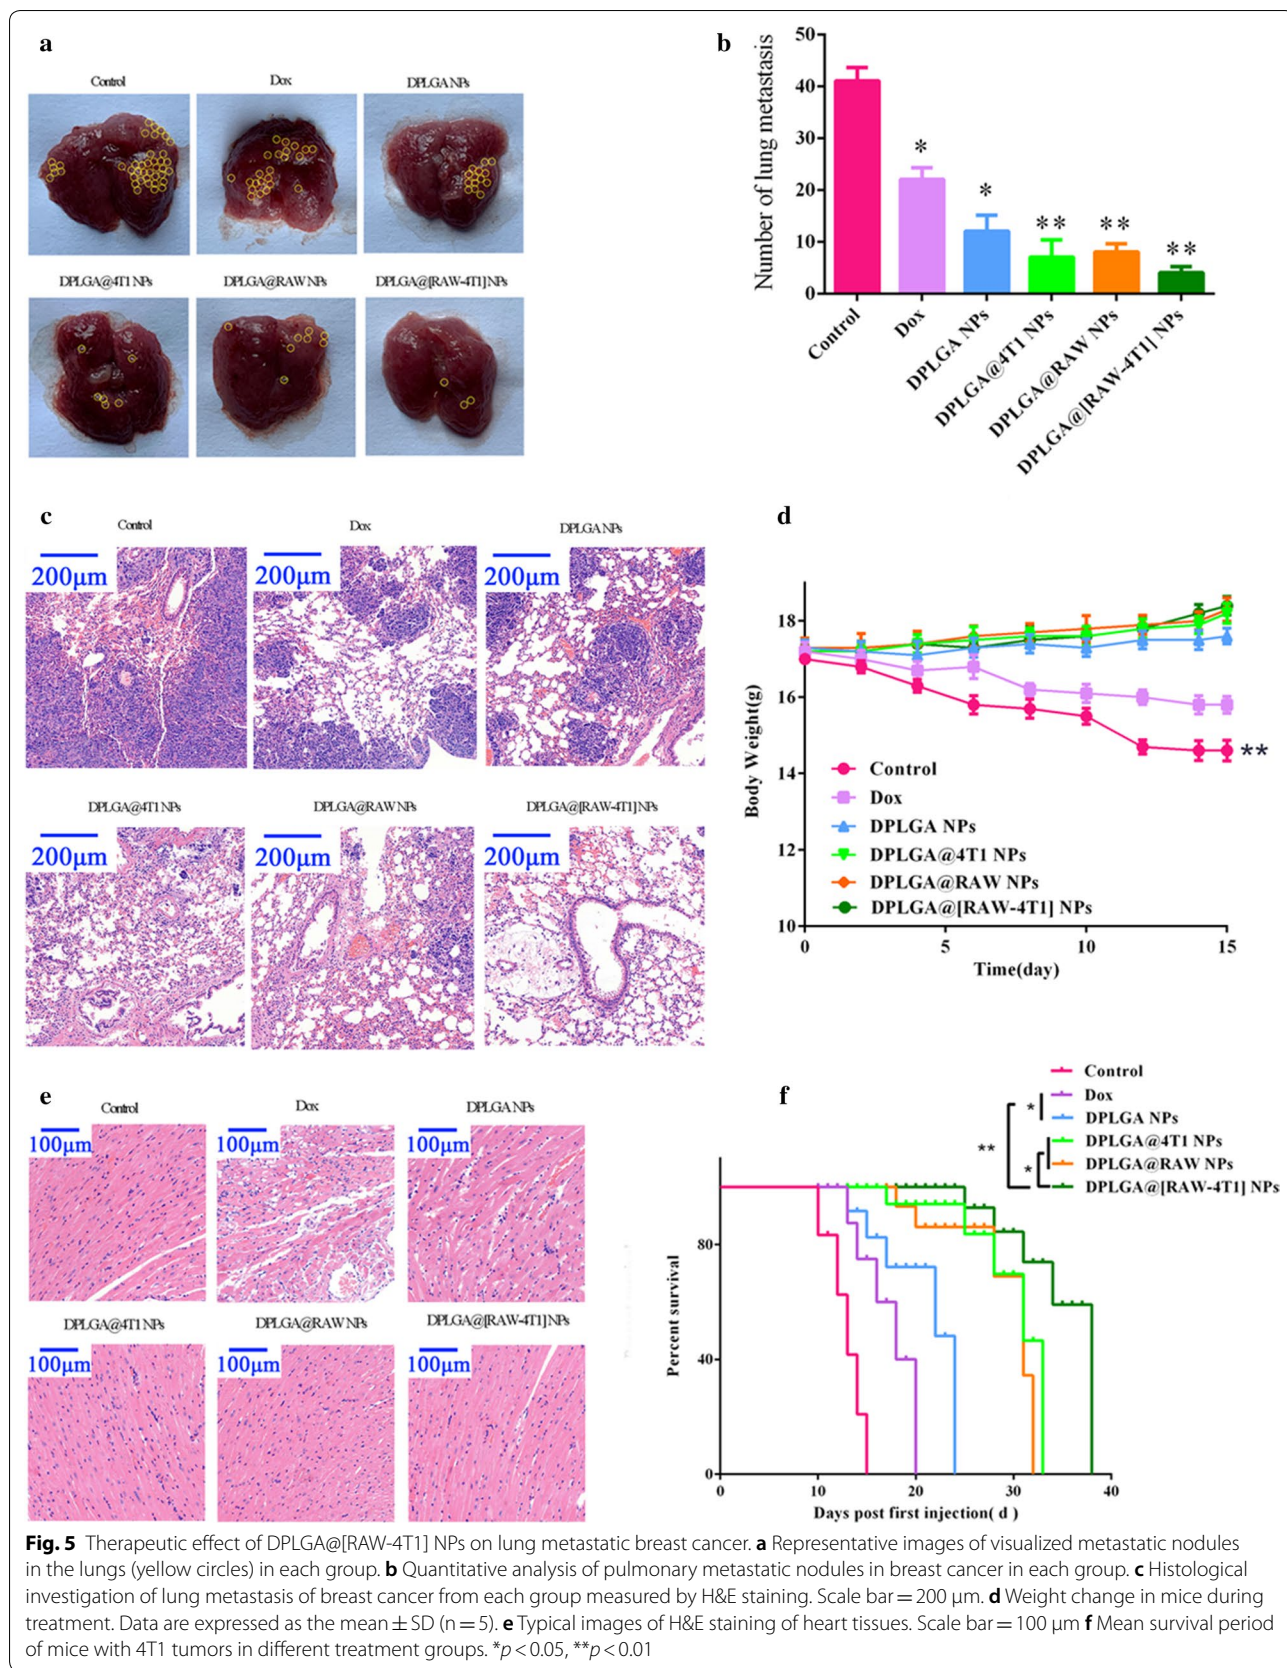 a
Control
Dox
DPLGA NPs
DPLGA@4T1 NPs
DPLGA@RAW NPs
DPLGA@[RAW-4T1] NPs
b
Number of lung metastasis
50
40
30
20
10
0
*
*
**
**
**
Control
Dox
DPLGA NPs
DPLGA@4T1 NPs
DPLGA@RAW NPs
DPLGA@[RAW-4T1] NPs
c
Control
Dox
DPLGA NPs
200μm
200μm
200μm
DPLGA@4T1 NPs
DPLGA@RAW NPs
DPLGA@[RAW-4T1] NPs
200μm
200μm
200μm
d
Body Weight(g)
18
16
14
12
10
**
Control
Dox
DPLGA NPs
DPLGA@4T1 NPs
DPLGA@RAW NPs
DPLGA@[RAW-4T1] NPs
0
5
10
15
Time(day)
e
Control
Dox
DPLGA NPs
100μm
100μm
100μm
DPLGA@4T1 NPs
DPLGA@RAW NPs
DPLGA@[RAW-4T1] NPs
100μm
100μm
100μm
f
Control
Dox
DPLGA NPs
DPLGA@4T1 NPs
DPLGA@RAW NPs
DPLGA@[RAW-4T1] NPs
*
**
*
Percent survival
80
40
0
0
10
20
30
40
Days post first injection( d )
Fig. 5 Therapeutic effect of DPLGA@[RAW-4T1] NPs on lung metastatic breast cancer. a Representative images of visualized metastatic nodules
in the lungs (yellow circles) in each group. b Quantitative analysis of pulmonary metastatic nodules in breast cancer in each group. c Histological
investigation of lung metastasis of breast cancer from each group measured by H&E staining. Scale bar = 200 μm. d Weight change in mice during
treatment. Data are expressed as the mean ± SD (n = 5). e Typical images of H&E staining of heart tissues. Scale bar = 100 μm f Mean survival period
of mice with 4T1 tumors in different treatment groups. *p < 0.05, **p < 0.01